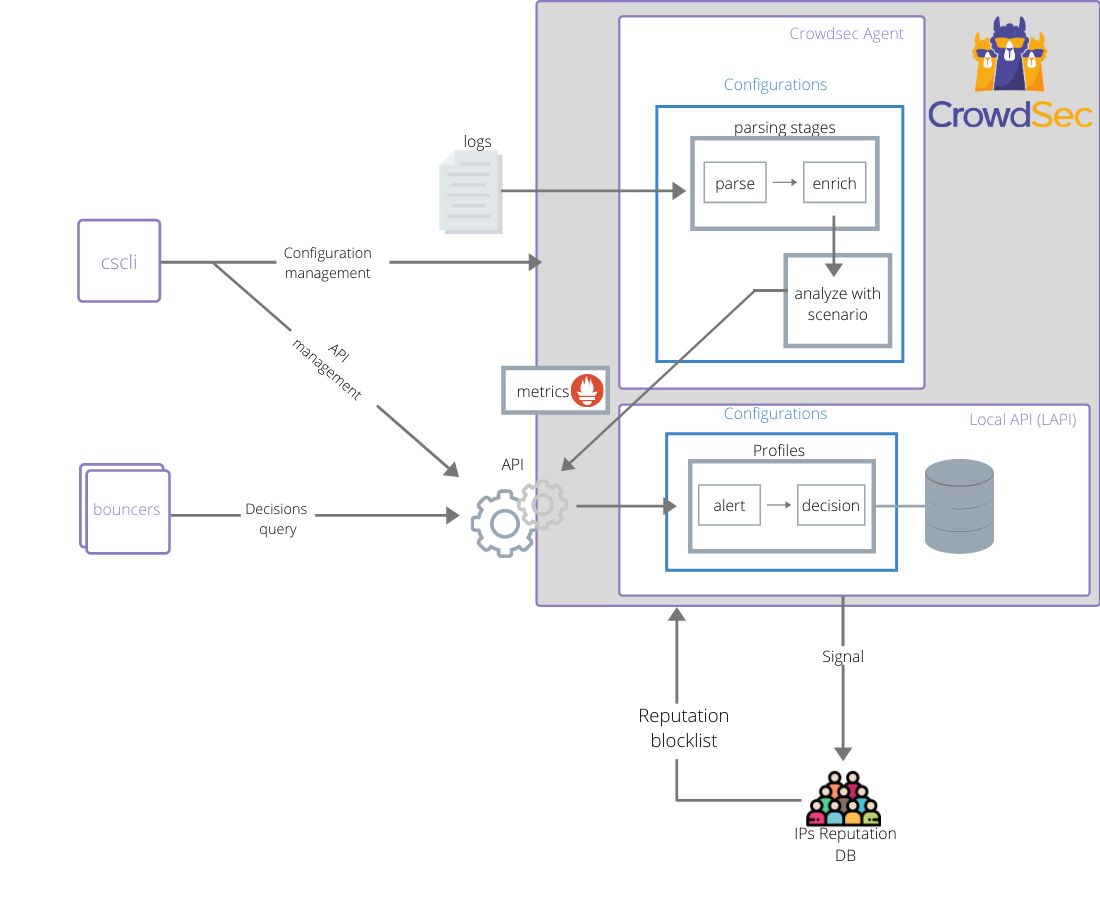 Crowdsec Agent
CrowdSec
Configurations
parsing stages
logs
parse
enrich
cscli
Configuration
management
analyze with
scenario
API
management
metrics
Configurations
Local API (LAPI)
Profiles
API
alert
decision
bouncers
Decisions
query
Signal
Reputation
blocklist
IPs Reputation
DB